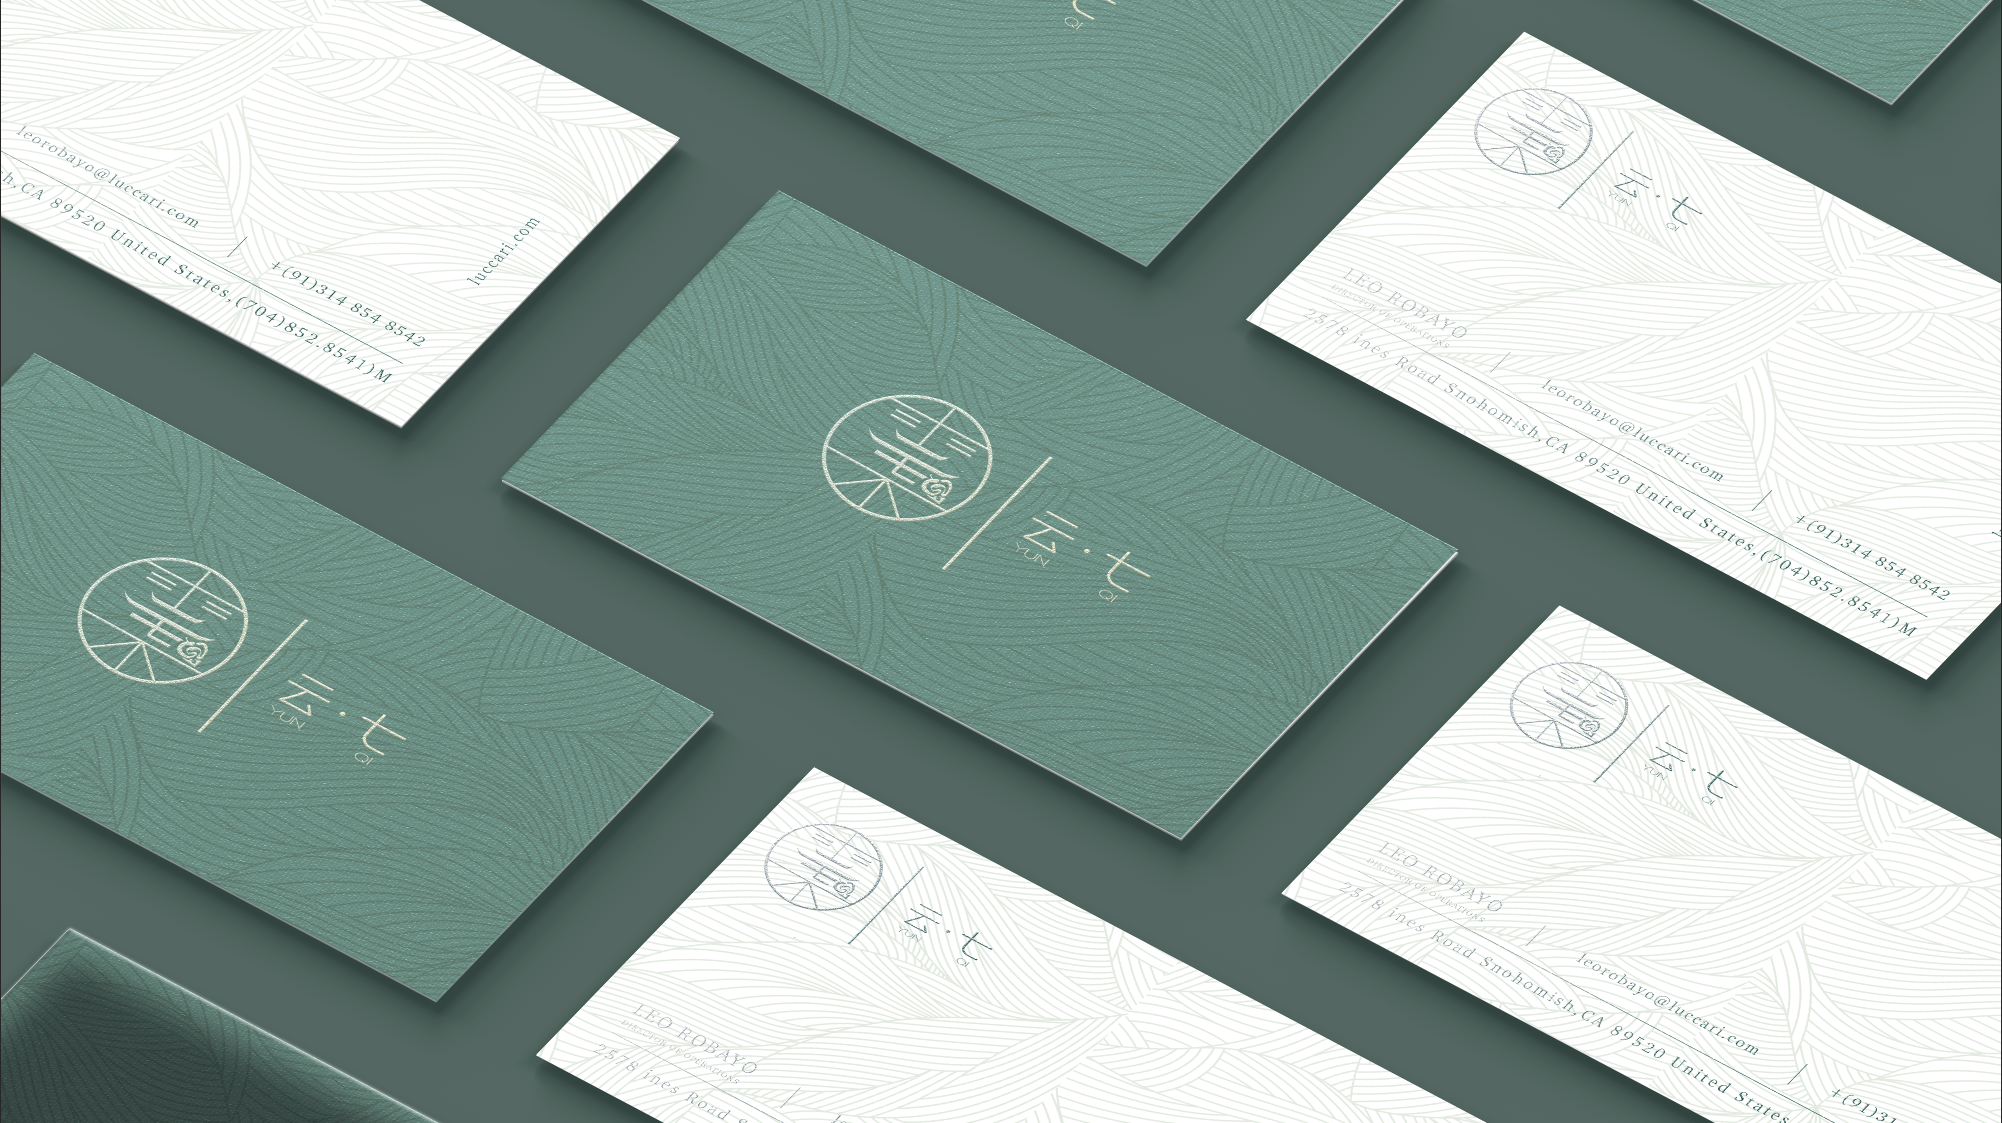 QI
leorobayo@luccari.com
+(91)314 854 8542
h,CA 89520 United States,(704)852.8541)M
luccari.com
云·七
YUN QI
LEO ROBAYO
DIRECTOR OF OPERATIONS
leorobayo@luccari.com
+(91)314 854 8542
2578 ines Road Snohomish,CA 89520 United States,(704)852.8541)M
云·七
YUN QI
云·七
YUN QI
云·七
YUN QI
LEO ROBAYO
DIRECTOR OF OPERATIONS
leorobayo@luccari.com
+(91)31
2578 ines Road Snohomish,CA 89520 United States
云·七
YUN QI
LEO ROBAYO
DIRECTOR OF OPERATIONS
2578 ines Road